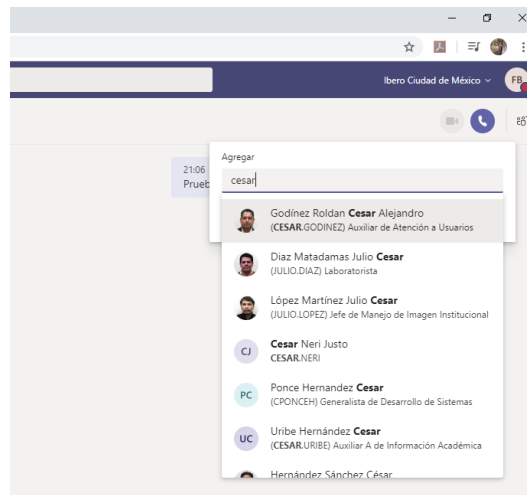 Ibero Ciudad de México
FB
21:06
Prueb
Agregar
cesar
Godínez Roldan Cesar Alejandro
(CESAR.GODINEZ) Auxiliar de Atención a Usuarios
Diaz Matadamas Julio Cesar
(JULIO.DIAZ) Laboratorista
López Martínez Julio Cesar
(JULIO.LOPEZ) Jefe de Manejo de Imagen Institucional
CJ
Cesar Neri Justo
CESAR.NERI
PC
Ponce Hernandez Cesar
(CPONCEH) Generalista de Desarrollo de Sistemas
UC
Uribe Hernández Cesar
(CESAR.URIBE) Auxiliar A de Información Académica
Hernández Sánchez César